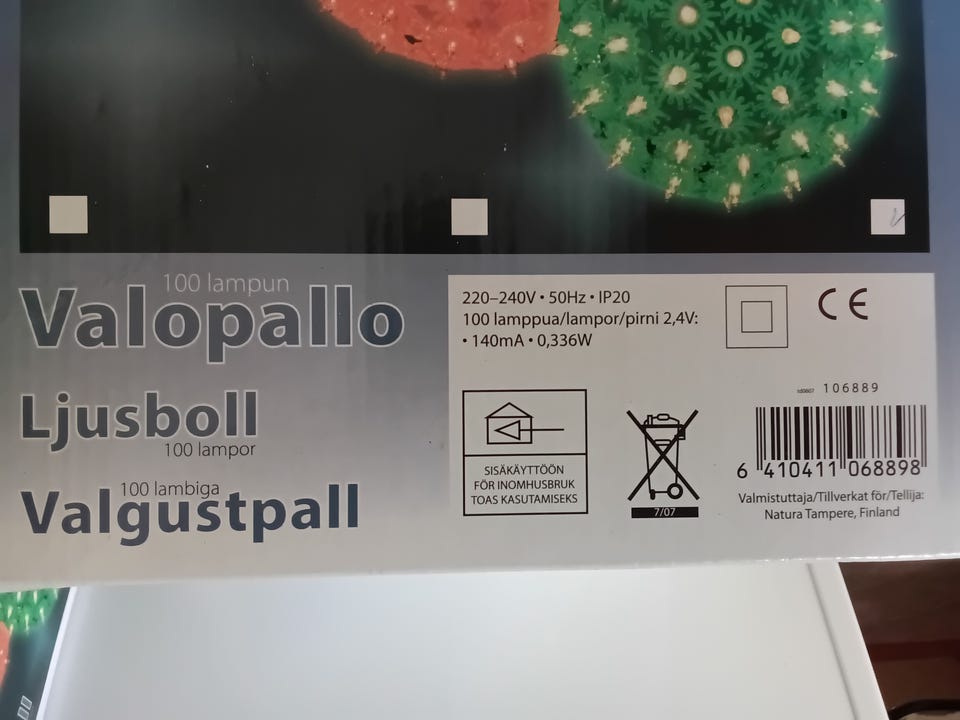 100 lampun
Valopallo
Ljusboll
100 lampor
100 lambiga
Valgustpall
220–240V • 50Hz • IP20
100 lamppua/lampor/pirni 2,4V:
• 140mA • 0,336W
CE
SISÄKÄYTTÖÖN
FÖR INOMHUSBRUK
TOAS KASUTAMISEKS
7/07
106889
6 410411 068898
Valmistuttaja/Tillverkat för/Tellija:
Natura Tampere, Finland